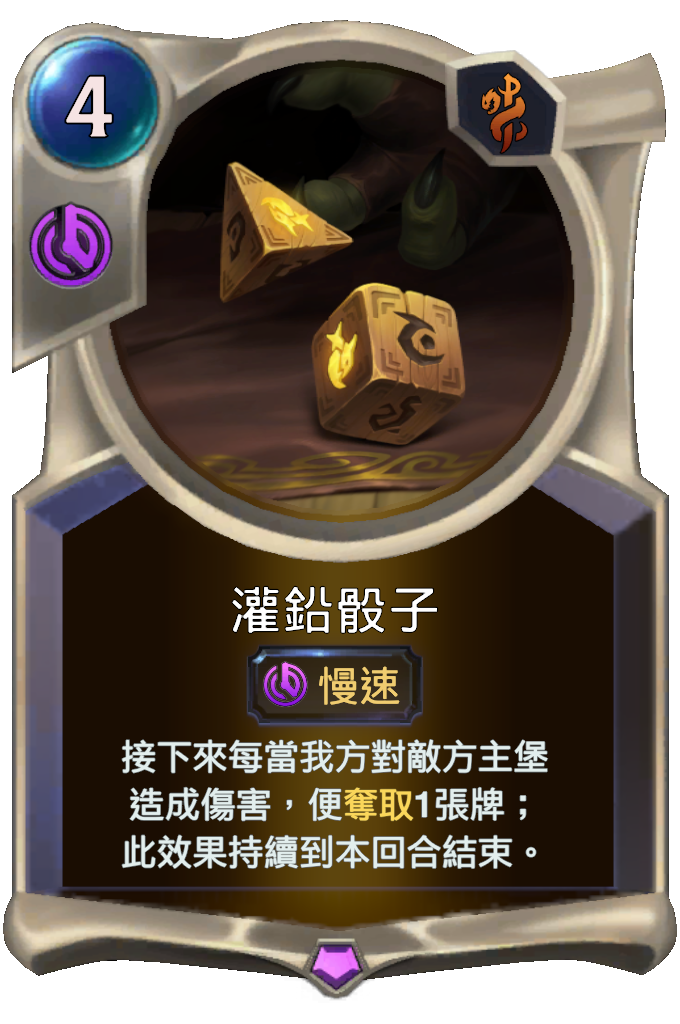 4
灌鉛骰子
慢速
接下來每當我方對敵方主堡
造成傷害，便奪取1張牌；
此效果持續到本回合結束。